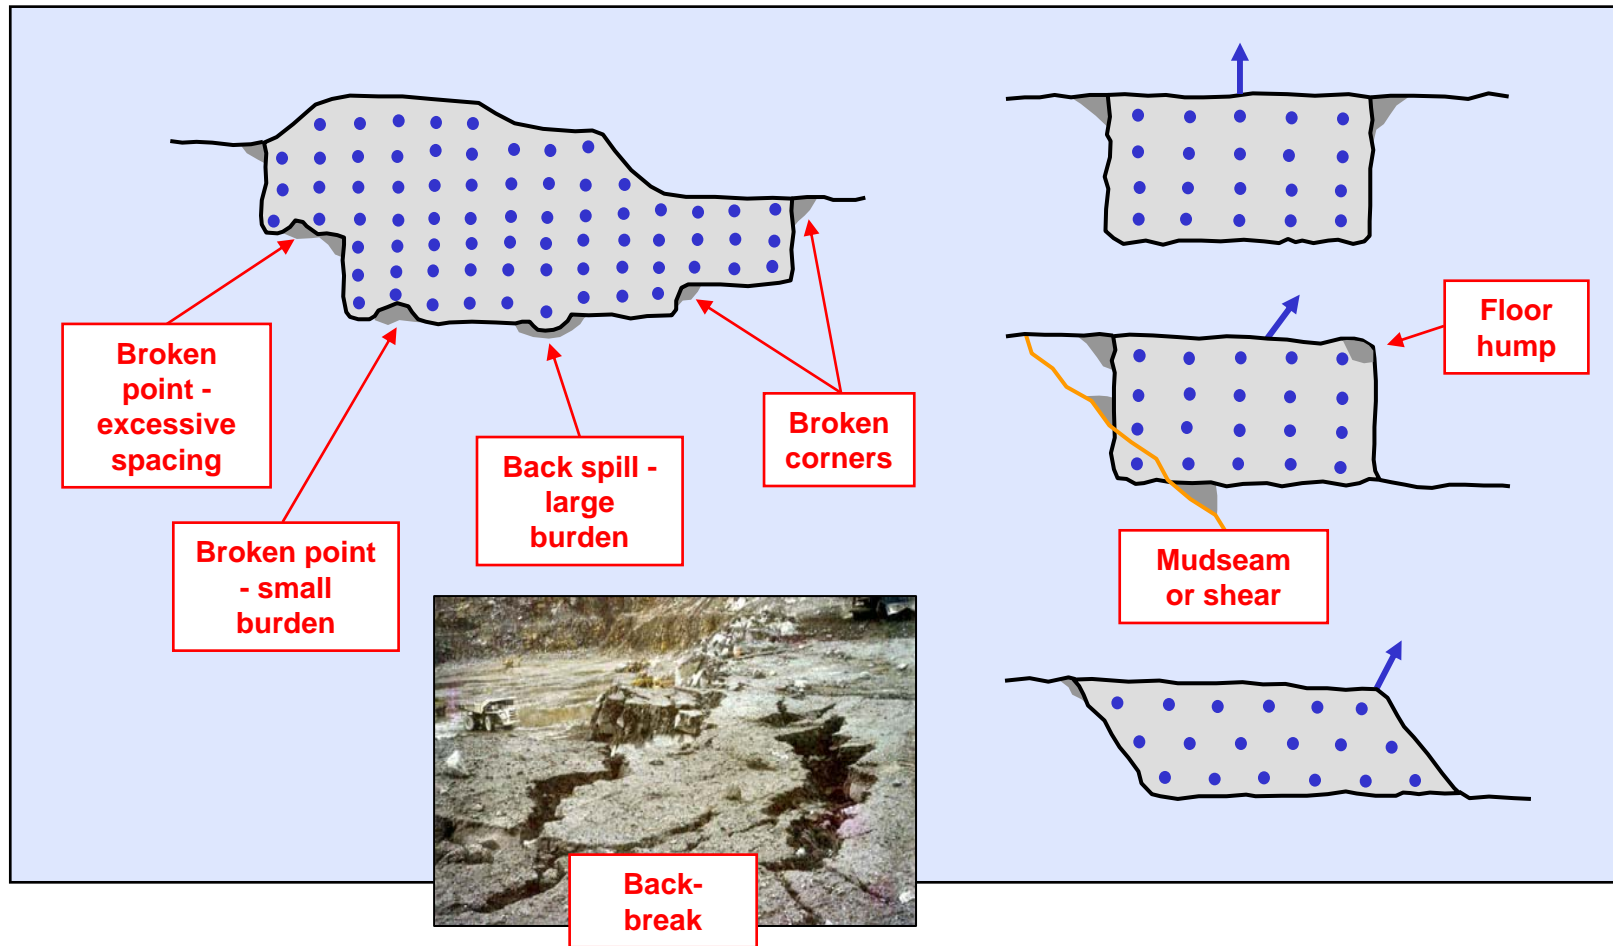 Broken
point -
excessive
spacing
Broken point
- small
burden
Back spill -
large
burden
Broken
corners
Floor
hump
Mudseam
or shear
Back-
break